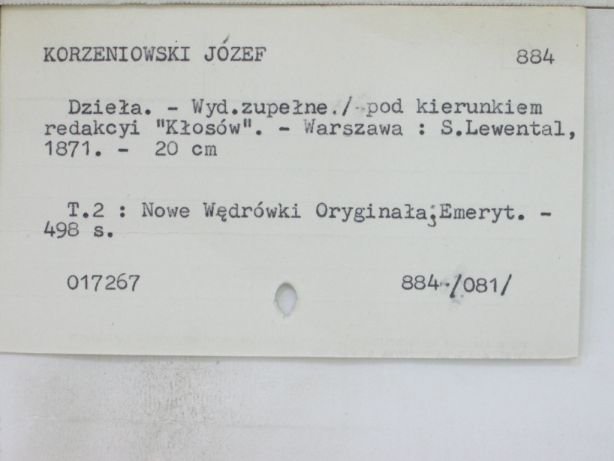 KORZENIOWSKI JÓZEF 884
Dzieła. - Wyd.zupełne./ pod kierunkiem
redakcyi "Kłosów". - Warszawa : S.Lewental,
1871. - 20 cm
T.2 : Nowe Wędrówki Oryginała;Emeryt. -
498 s.
017267 884-/081/